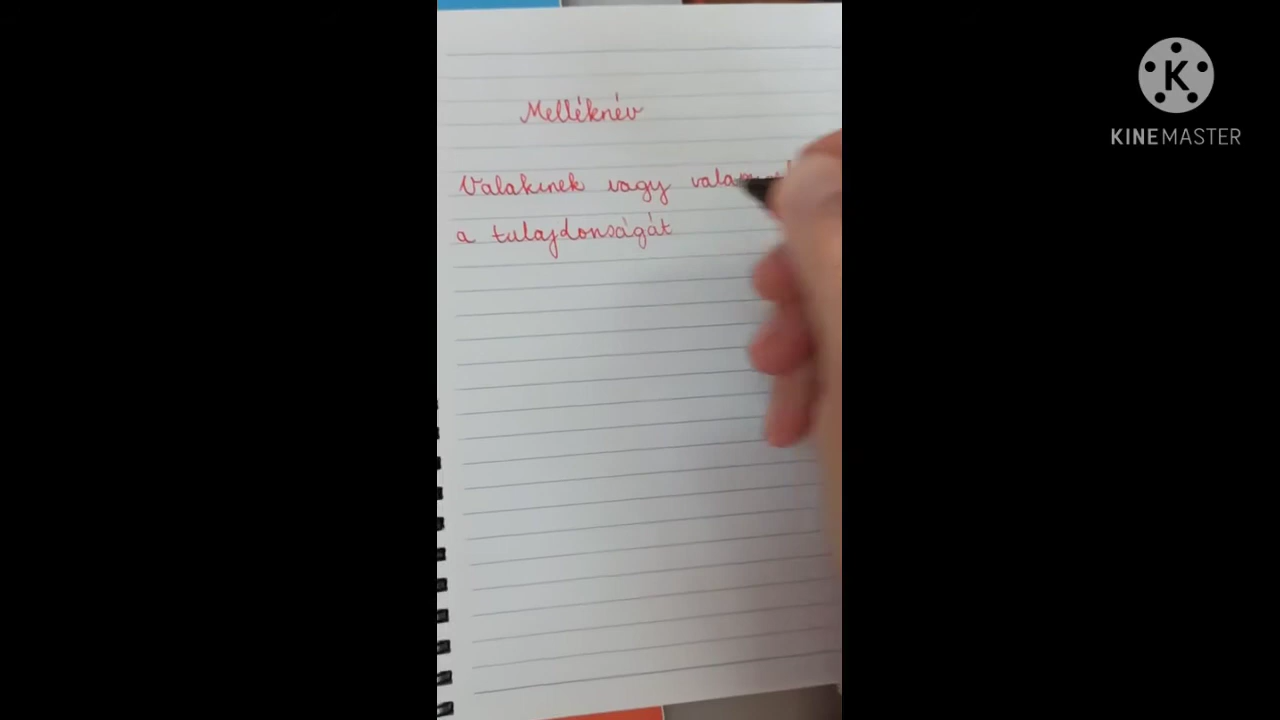 Melléknév
Valakinek vagy
a tulajdonságát
K
KINEMASTER